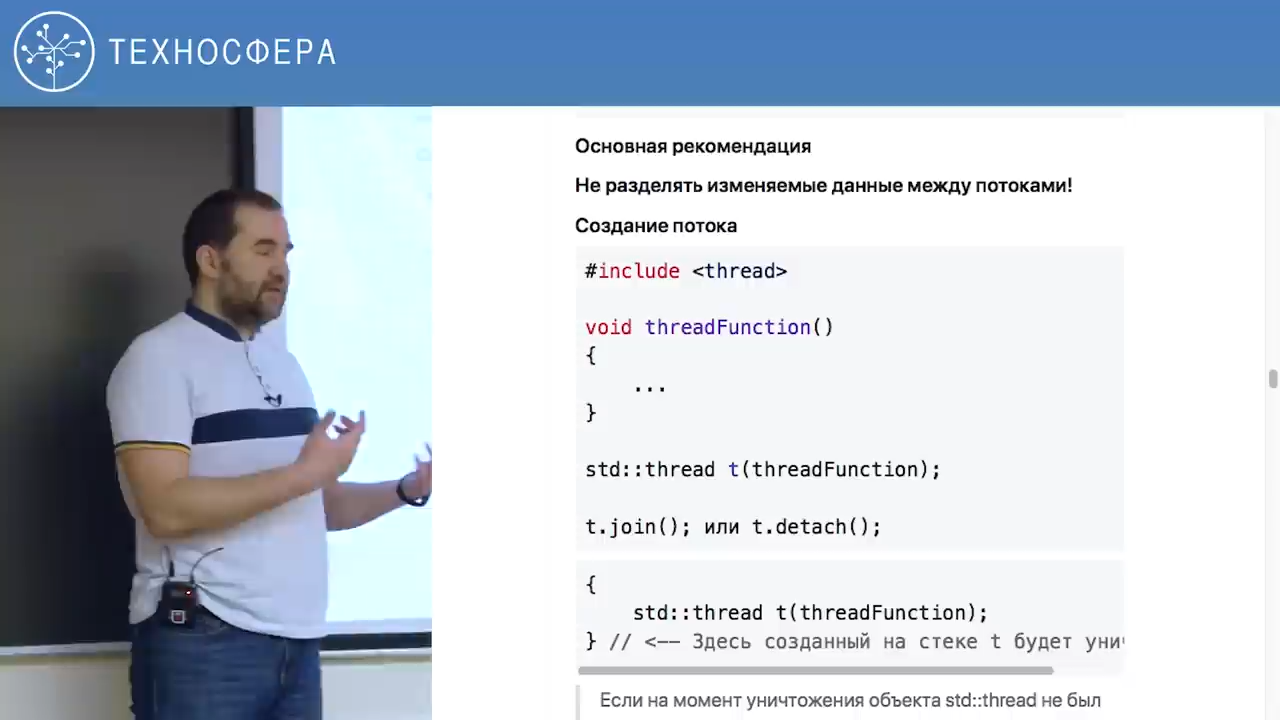 ТЕХНОСФЕРА
Основная рекомендация
Не разделять изменяемые данные между потоками!
Создание потока
#include <thread>
void threadFunction()
{
...
}
std::thread t(threadFunction);
t.join(); или t.detach();
{
std::thread t(threadFunction);
} // <-- Здесь созданный на стеке t будет
Если на момент уничтожения объекта std::thread не был